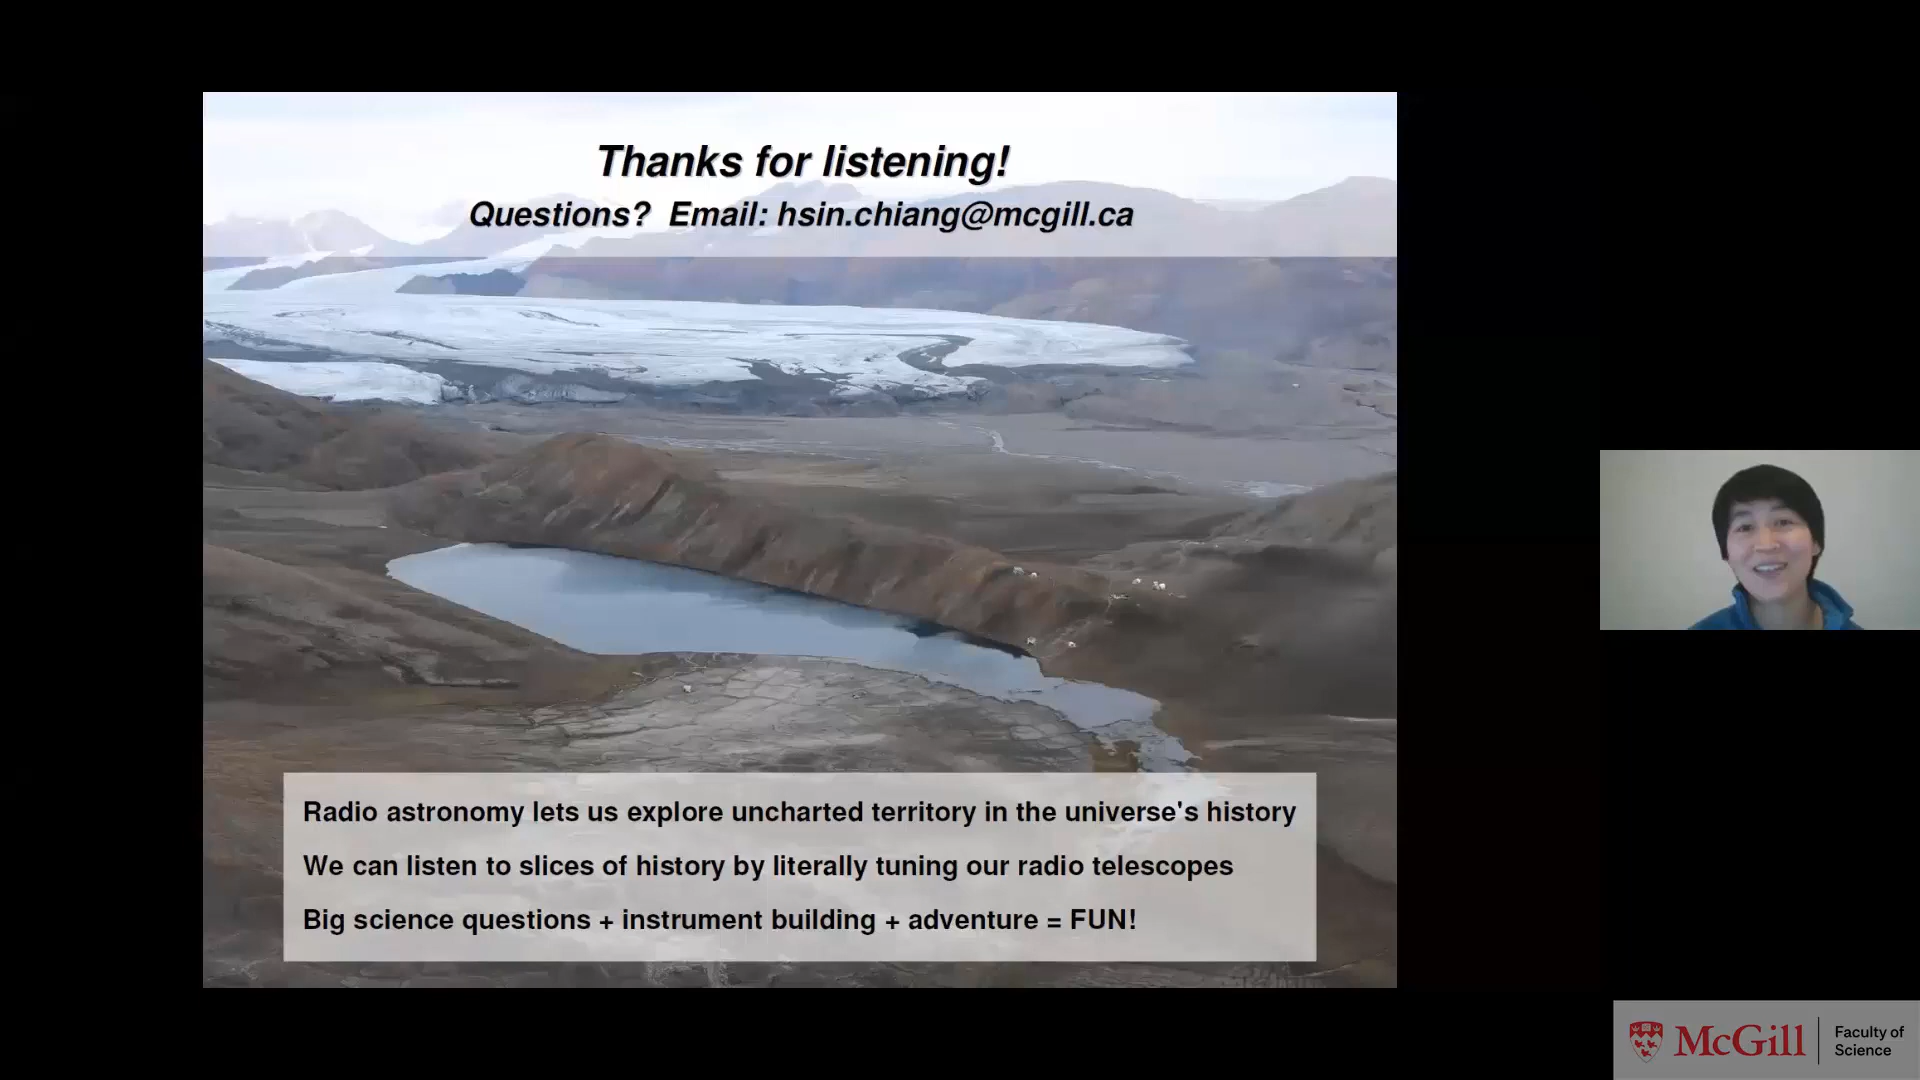 Thanks for listening!
Questions? Email: hsin.chiang@mcgill.ca
Radio astronomy lets us explore uncharted territory in the universe's history
We can listen to slices of history by literally tuning our radio telescopes
Big science questions + instrument building + adventure = FUN!
McGill
Faculty of
Science